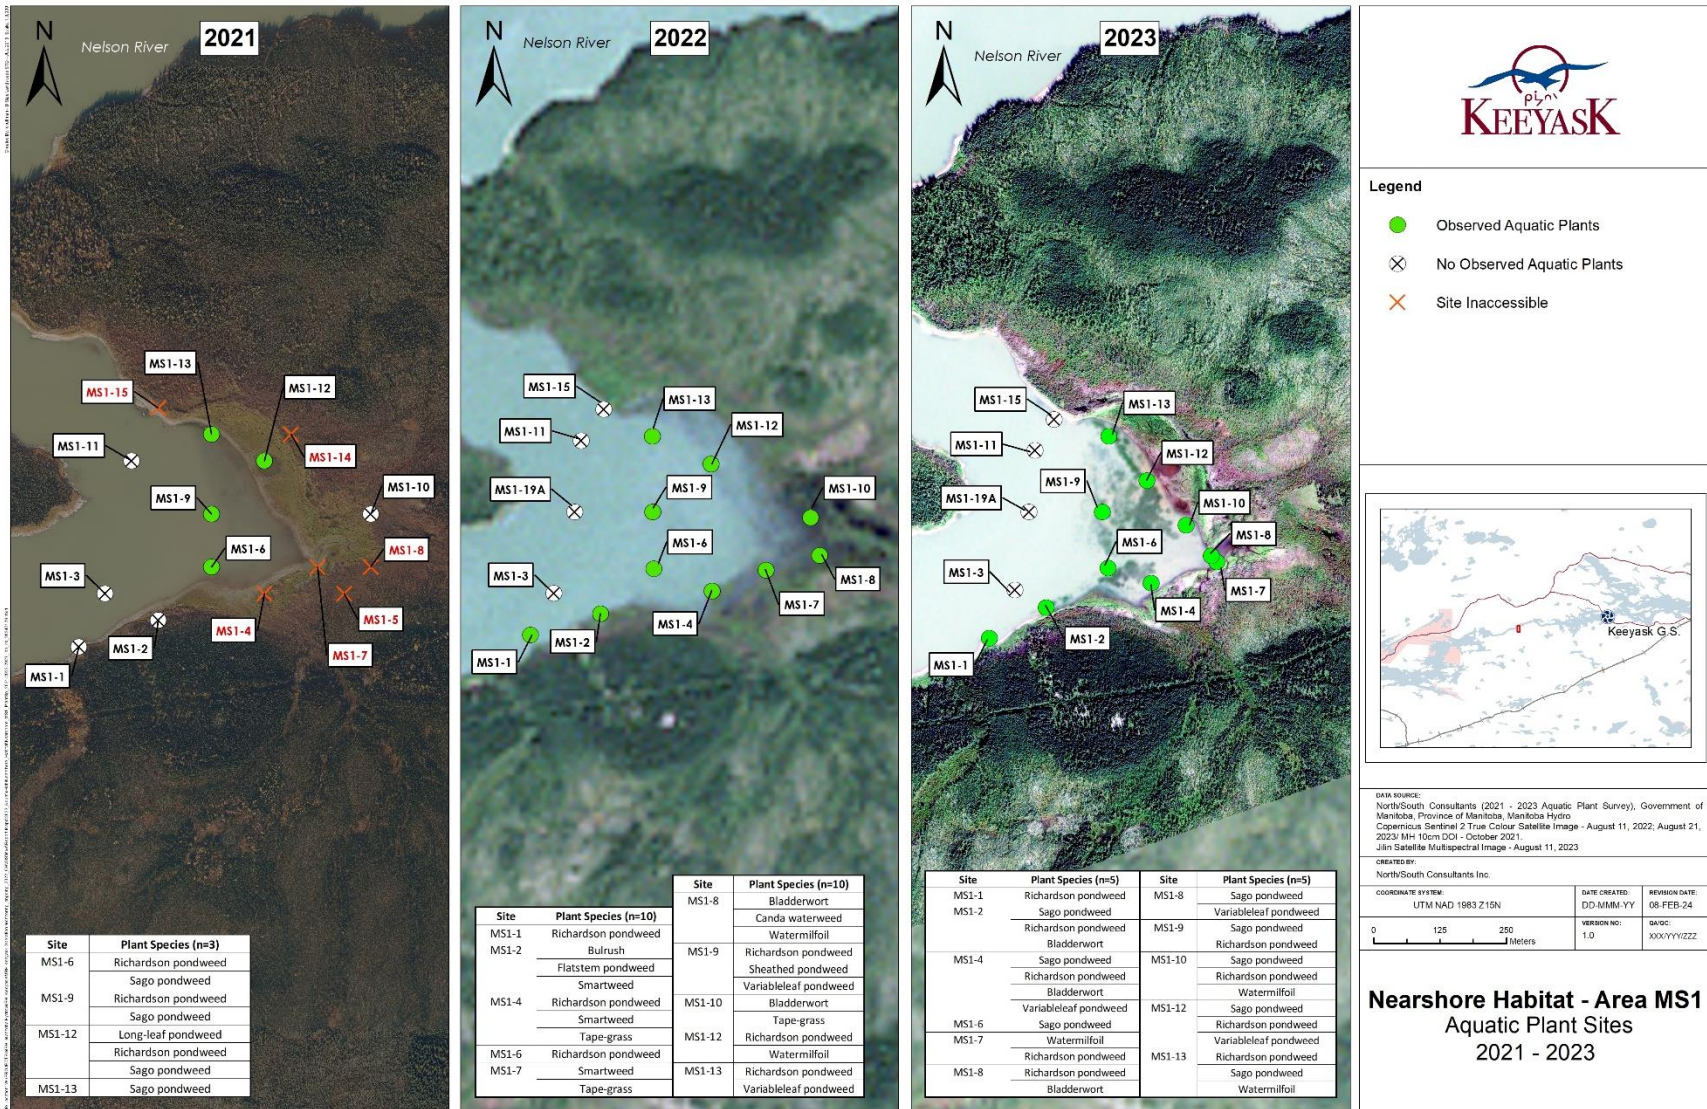 2021
N
Nelson River
MS1-13
MS1-12
MS1-15
MS1-14
MS1-11
MS1-10
MS1-9
MS1-8
MS1-6
MS1-3
MS1-5
MS1-4
MS1-2
MS1-7
MS1-1
Site Plant Species (n=3)
MS1-6 Richardson pondweed
Sago pondweed
MS1-9 Richardson pondweed
Sago pondweed
MS1-12 Long-leaf pondweed
Richardson pondweed
Sago pondweed
MS1-13 Sago pondweed
2022
N
Nelson River
MS1-15
MS1-13
MS1-11
MS1-12
MS1-19A
MS1-9
MS1-10
MS1-6
MS1-3
MS1-8
MS1-7
MS1-4
MS1-2
MS1-1
Site Plant Species (n=10)
MS1-1 Richardson pondweed
MS1-2 Bulrush
Flatstem pondweed
Smartweed
MS1-4 Richardson pondweed
Smartweed
Tape-grass
MS1-6 Richardson pondweed
MS1-7 Smartweed
Tape-grass
Site Plant Species (n=10)
MS1-8 Bladderwort
Canda waterweed
Watermilfoil
MS1-9 Richardson pondweed
Sheathed pondweed
Variableleaf pondweed
MS1-10 Bladderwort
Tape-grass
MS1-12 Richardson pondweed
Watermilfoil
MS1-13 Richardson pondweed
Variableleaf pondweed
2023
N
Nelson River
MS1-15
MS1-13
MS1-11
MS1-12
MS1-9
MS1-19A
MS1-10
MS1-8
MS1-6
MS1-3
MS1-7
MS1-4
MS1-2
MS1-1
Site Plant Species (n=5)
MS1-1 Richardson pondweed
MS1-2 Sago pondweed
Richardson pondweed
Bladderwort
MS1-4 Sago pondweed
Richardson pondweed
Bladderwort
Variableleaf pondweed
MS1-6 Sago pondweed
MS1-7 Watermilfoil
Richardson pondweed
MS1-8 Richardson pondweed
Bladderwort
Site Plant Species (n=5)
MS1-8 Sago pondweed
Variableleaf pondweed
MS1-9 Sago pondweed
Richardson pondweed
MS1-10 Sago pondweed
Richardson pondweed
Watermilfoil
MS1-12 Sago pondweed
Richardson pondweed
Variableleaf pondweed
MS1-13 Richardson pondweed
Sago pondweed
Watermilfoil
KEEYASK
Legend
Observed Aquatic Plants
No Observed Aquatic Plants
Site Inaccessible
Keeyask G.S.
DATA SOURCE:
North/South Consultants (2021 - 2023 Aquatic Plant Survey), Government of
Manitoba, Province of Manitoba, Manitoba Hydro
Copernicus Sentinel 2 True Colour Satellite Image - August 11, 2022; August 21,
2023/ MH 10cm DOI - October 2021.
Jilin Satellite Multispectral Image - August 11, 2023
CREATED BY:
North/South Consultants Inc.
COORDINATE SYSTEM:
UTM NAD 1983 Z15N
DATE CREATED:
DD-MMM-YY
REVISION DATE:
08-FEB-24
0 125 250
Meters
VERSION NO:
1.0
QA/QC:
XXX/YYY/ZZZ
Nearshore Habitat - Area MS1
Aquatic Plant Sites
2021 - 2023